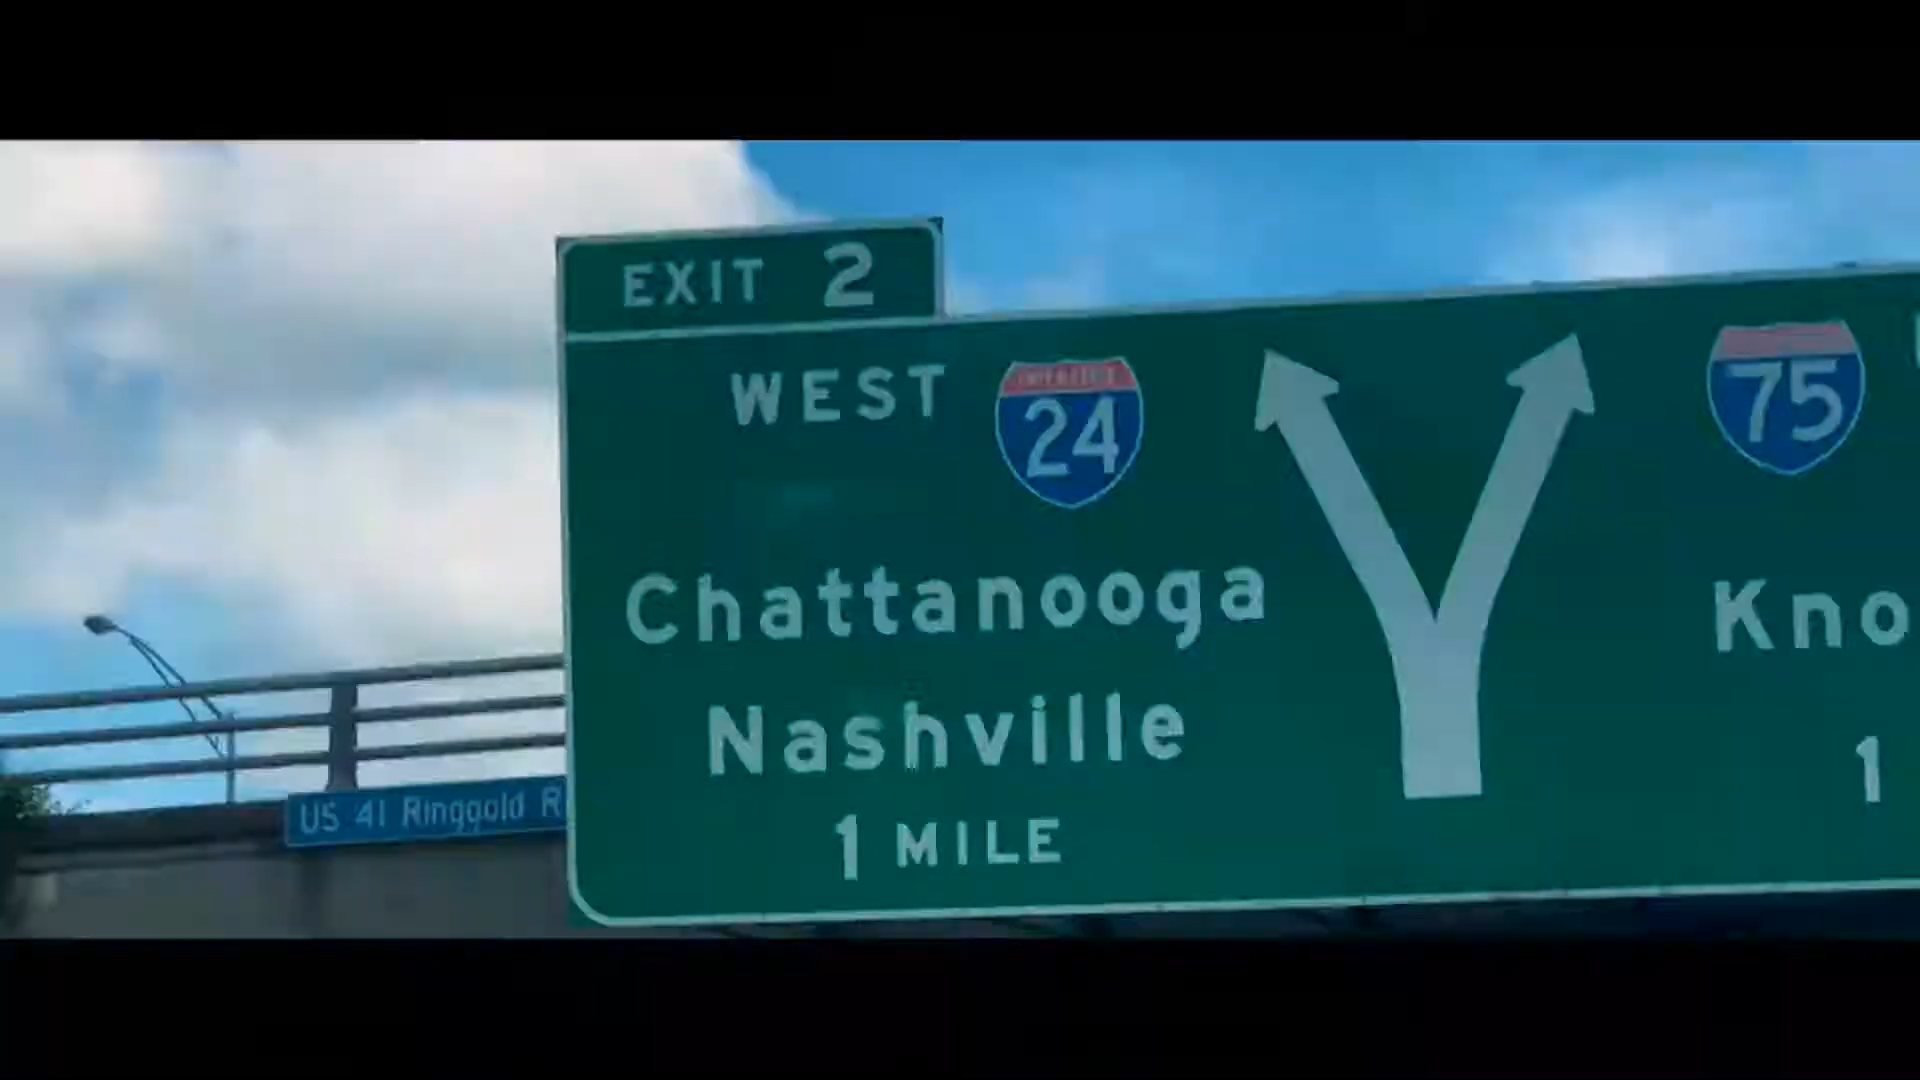 EXIT 2
WEST 24
75
Chattanooga
Kno
Nashville
1 MILE
1
US 41 Ringgold R